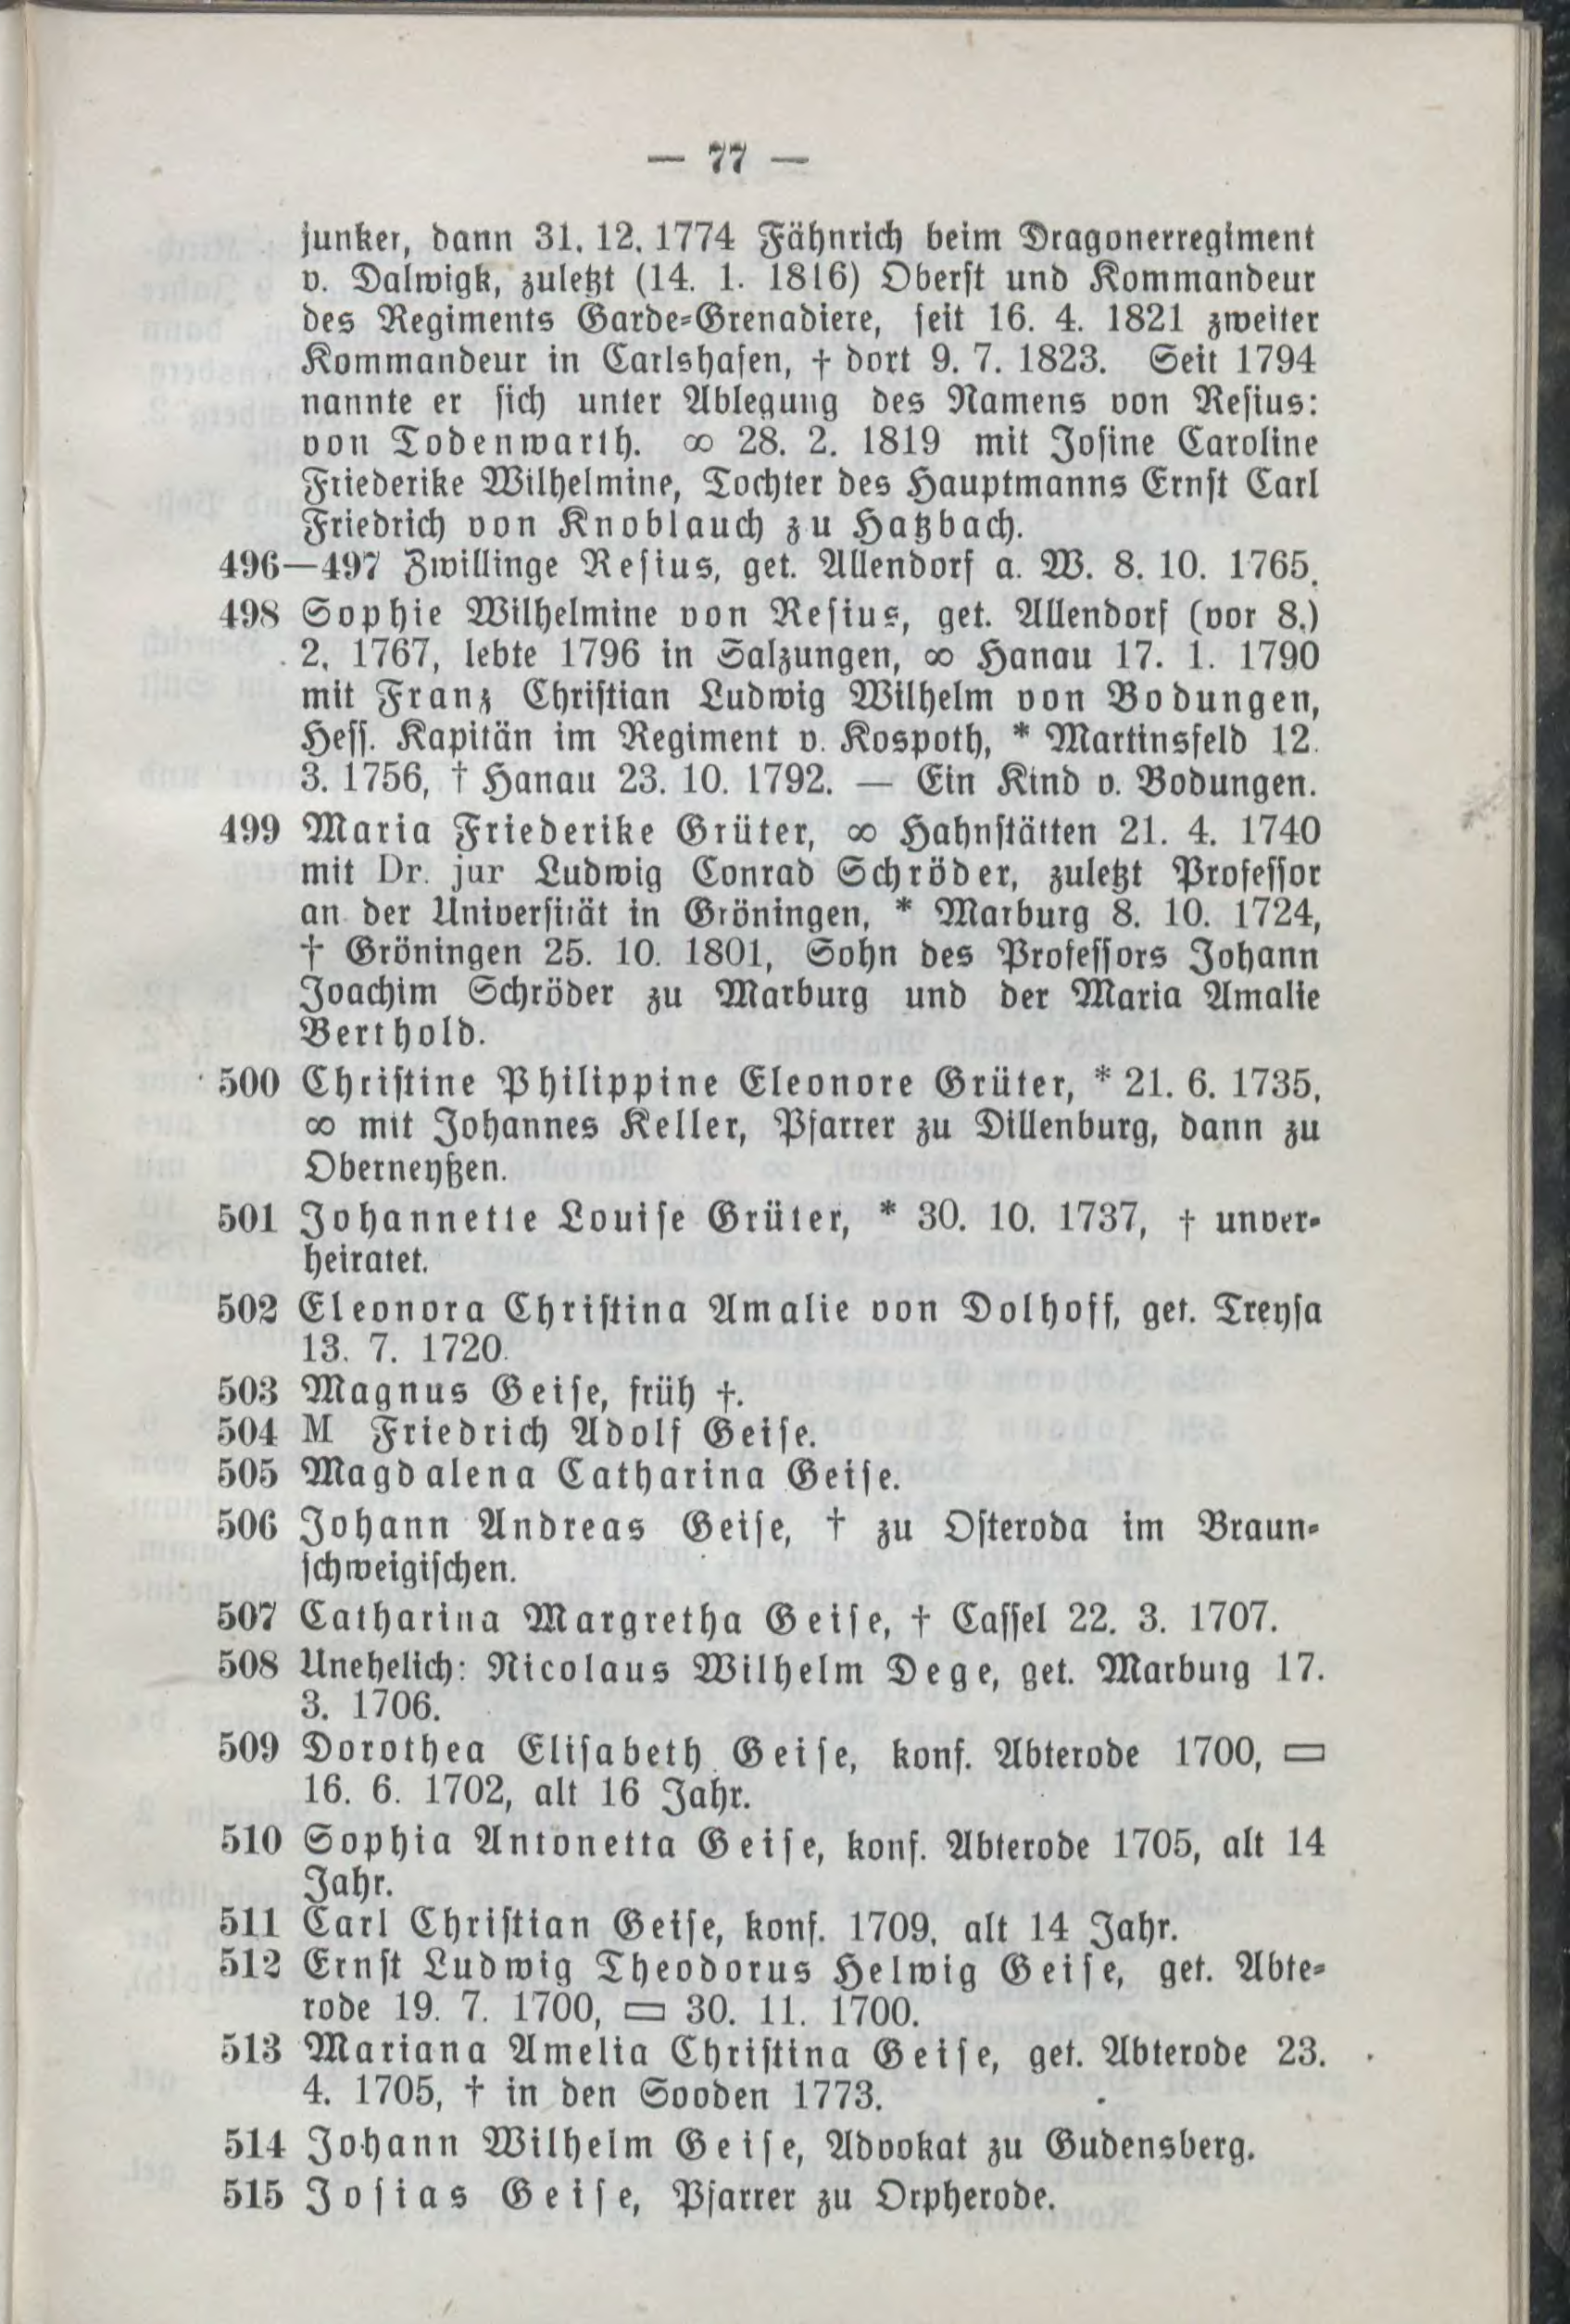 — 77 —
junker, dann 31. 12. 1774 Fähnrich beim Dragonerregiment
v. Dalwigk, zuletzt (14. 1. 1816) Oberst und Kommandeur
des Regiments Garde-Grenadiere, seit 16. 4. 1821 zweiter
Kommandeur in Carlshafen, † dort 9. 7. 1823. Seit 1794
nannte er sich unter Ablegung des Namens von Resius:
von Todenwarth. ∞ 28. 2. 1819 mit Josine Caroline
Friederike Wilhelmine, Tochter des Hauptmanns Ernst Carl
Friedrich von Knoblauch zu Hatzbach.
496—497 Zwillinge Resius, get. Allendorf a. W. 8. 10. 1765.
498 Sophie Wilhelmine von Resius, get. Allendorf (vor 8.)
2. 1767, lebte 1796 in Salzungen, ∞ Hanau 17. 1. 1790
mit Franz Christian Ludwig Wilhelm von Bodungen,
Hess. Kapitän im Regiment v. Kospoth, * Martinsfeld 12.
3. 1756, † Hanau 23. 10. 1792. — Ein Kind v. Bodungen.
499 Maria Friederike Grüter, ∞ Hahnstätten 21. 4. 1740
mit Dr. jur Ludwig Conrad Schröder, zuletzt Professor
an der Universität in Gröningen, * Marburg 8. 10. 1724,
† Gröningen 25. 10. 1801, Sohn des Professors Johann
Joachim Schröder zu Marburg und der Maria Amalie
Berthold.
500 Christine Philippine Eleonore Grüter, * 21. 6. 1735,
∞ mit Johannes Keller, Pfarrer zu Dillenburg, dann zu
Oberneyßen.
501 Johannette Louise Grüter, * 30. 10. 1737, † unver-
heiratet.
502 Eleonora Christina Amalie von Dolhoff, get. Treysa
13. 7. 1720.
503 Magnus Geise, früh †.
504 M Friedrich Adolf Geise.
505 Magdalena Catharina Geise.
506 Johann Andreas Geise, † zu Osteroda im Braun-
schweigischen.
507 Catharina Margretha Geise, † Cassel 22. 3. 1707.
508 Unehelich: Nicolaus Wilhelm Dege, get. Marburg 17.
3. 1706.
509 Dorothea Elisabeth Geise, konf. Abterode 1700, ▭
16. 6. 1702, alt 16 Jahr.
510 Sophia Antonetta Geise, konf. Abterode 1705, alt 14
Jahr.
511 Carl Christian Geise, konf. 1709, alt 14 Jahr.
512 Ernst Ludwig Theodorus Helwig Geise, get. Abte-
rode 19. 7. 1700, ▭ 30. 11. 1700.
513 Mariana Amelia Christina Geise, get. Abterode 23.
4. 1705, † in den Sooden 1773.
514 Johann Wilhelm Geise, Advokat zu Gudensberg.
515 Josias Geise, Pfarrer zu Orpherode.